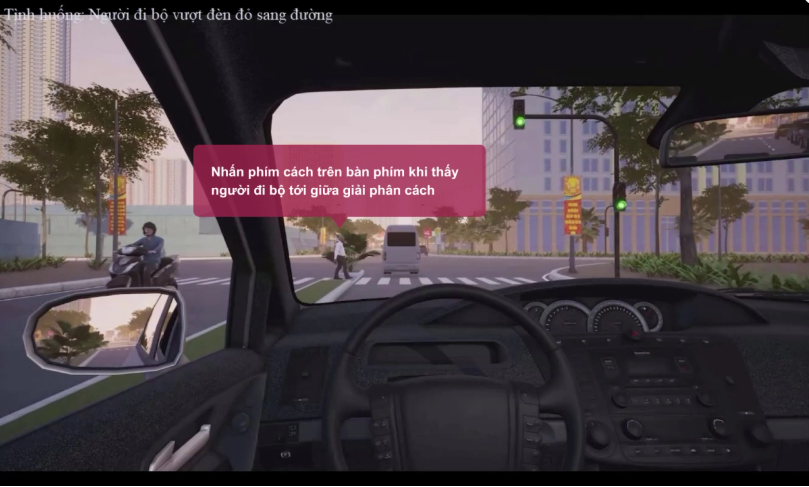 Tình huống: Người đi bộ vượt đèn đỏ sang đường
Nhấn phím cách trên bàn phím khi thấy
người đi bộ tới giữa giải phân cách